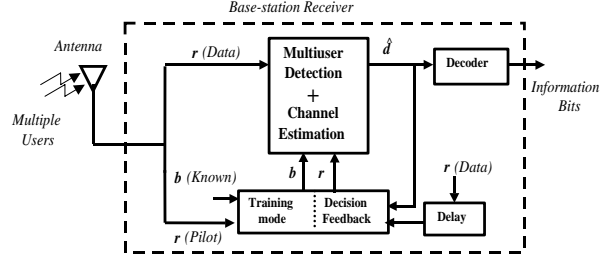 Base-station Receiver
Antenna
r (Data)
Multiuser
Detection
+
Channel
Estimation
d̂
Decoder
Information
Bits
Multiple
Users
b (Known)
b
r
r (Data)
Training
mode
Decision
Feedback
Delay
r (Pilot)